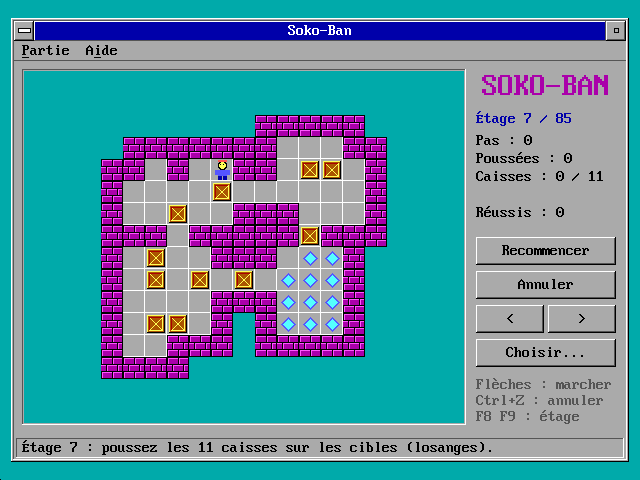 Soko-Ban
Partie Aide
SOKO-BAN
Étage 7 / 85
Pas : 0
Poussées : 0
Caisses : 0 / 11
Réussis : 0
Recommencer
Annuler
< >
Choisir...
Flèches : marcher
Ctrl+Z : annuler
F8 F9 : étage
Étage 7 : poussez les 11 caisses sur les cibles (losanges).